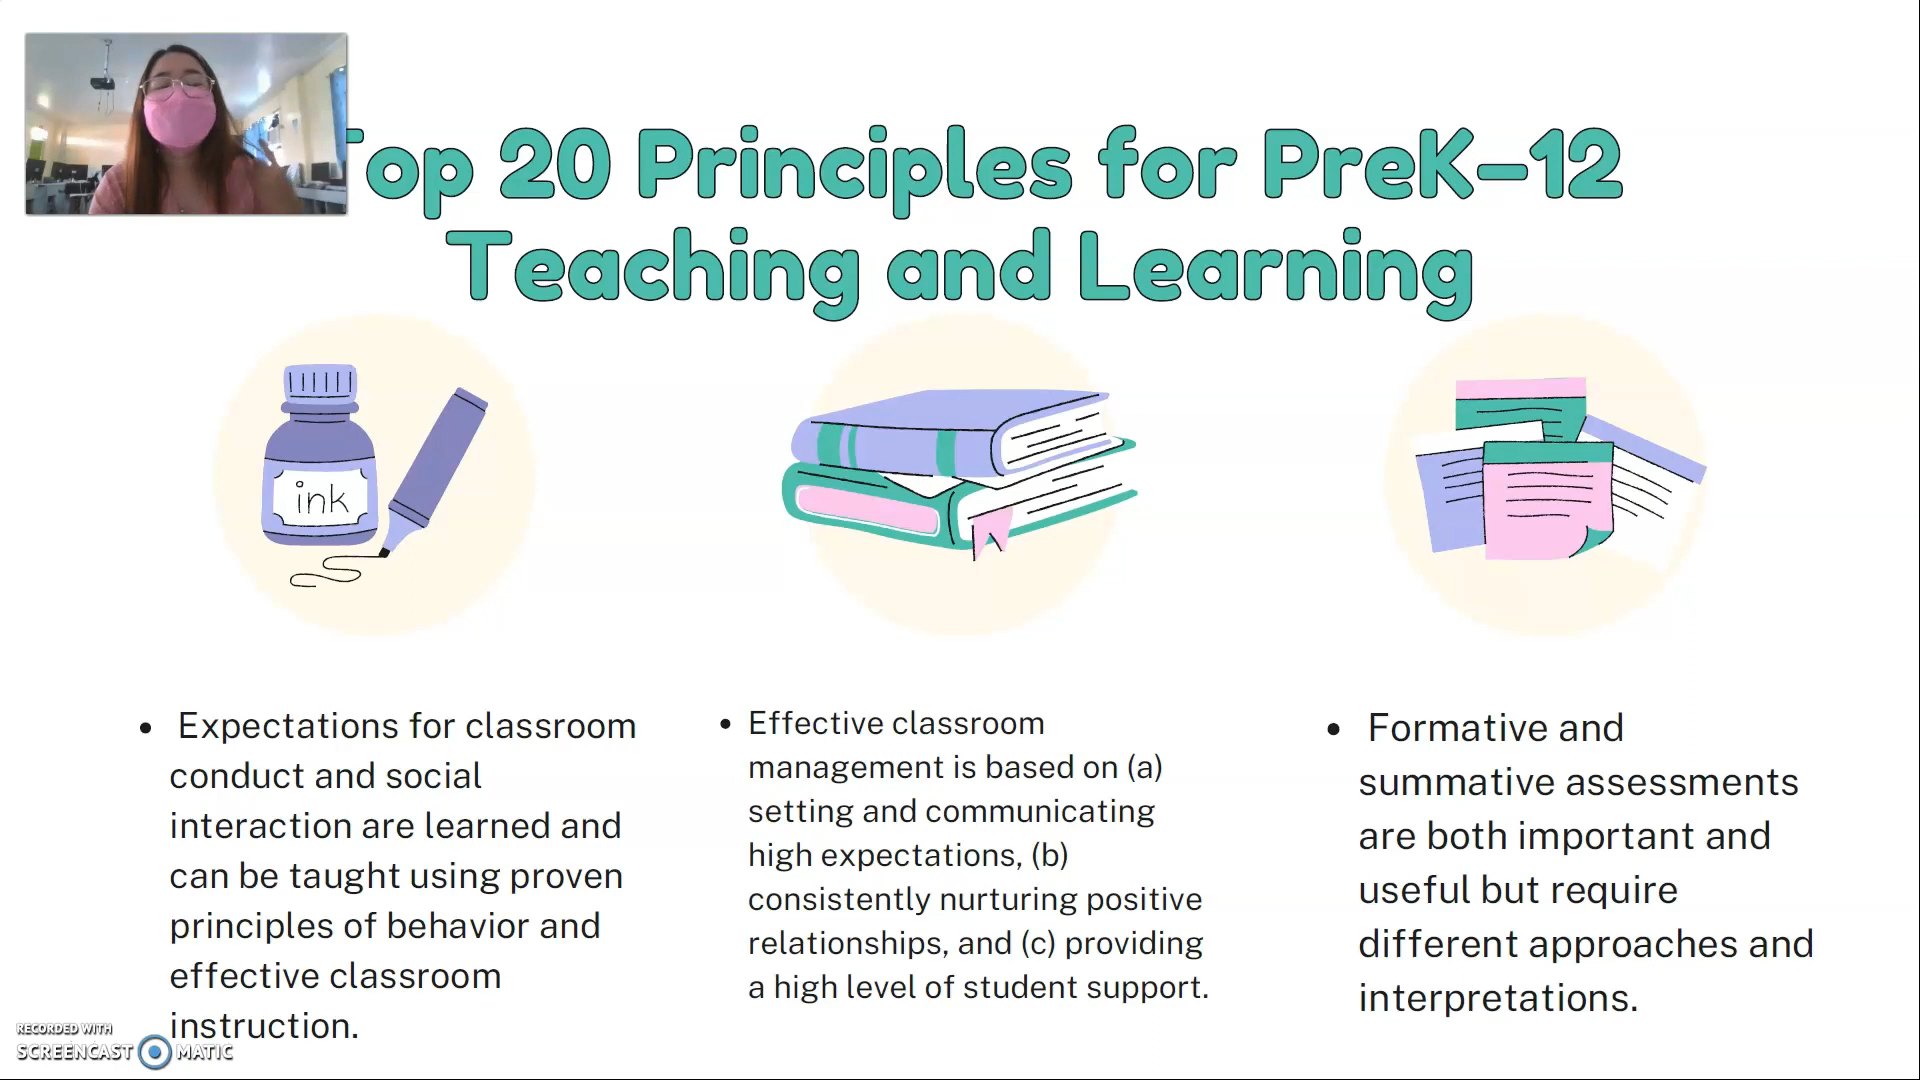 Top 20 Principles for PreK–12
Teaching and Learning
ink
• Expectations for classroom
conduct and social
interaction are learned and
can be taught using proven
principles of behavior and
effective classroom
instruction.
• Effective classroom
management is based on (a)
setting and communicating
high expectations, (b)
consistently nurturing positive
relationships, and (c) providing
a high level of student support.
• Formative and
summative assessments
are both important and
useful but require
different approaches and
interpretations.
RECORDED WITH
SCREENCAST MATIC